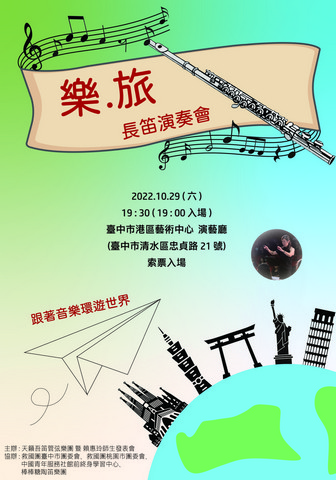 樂.旅
長笛演奏會
2022.10.29 (六)
19:30 (19:00 入場)
臺中市港區藝術中心 演藝廳
(臺中市清水區忠貞路 21 號)
索票入場
跟著音樂環遊世界
主辦：天籟吾笛管弦樂團 暨 賴惠玲師生發表會
協辦：救國團臺中市團委會、救國團桃園市團委會、
中國青年服務社館前終身學習中心、
棒棒糖陶笛樂團